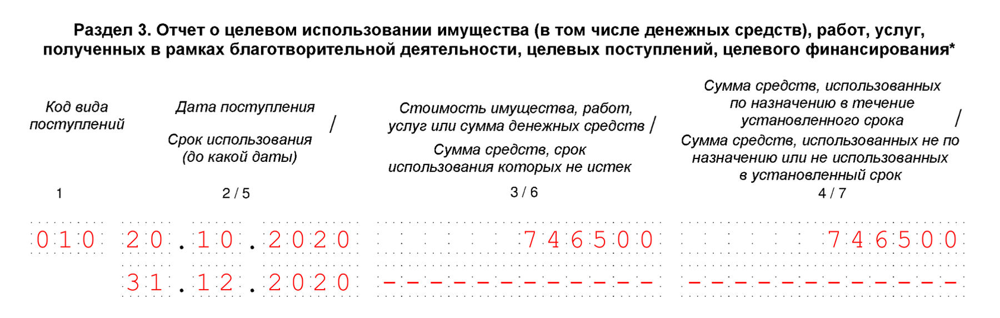 Раздел 3. Отчет о целевом использовании имущества (в том числе денежных средств), работ, услуг,
полученных в рамках благотворительной деятельности, целевых поступлений, целевого финансирования*
Код вида
поступлений
Дата поступления
/
Срок использования
(до какой даты)
Стоимость имущества, работ,
услуг или сумма денежных средств /
Сумма средств, срок
использования которых не истек
Сумма средств, использованных
по назначению в течение
установленного срока /
Сумма средств, использованных не по
назначению или не использованных
в установленный срок
1 2 / 5 3 / 6 4 / 7
010 20.10.2020 746500 746500
31.12.2020 – – – – – – – – – – – – – – – – – – – – – – – –